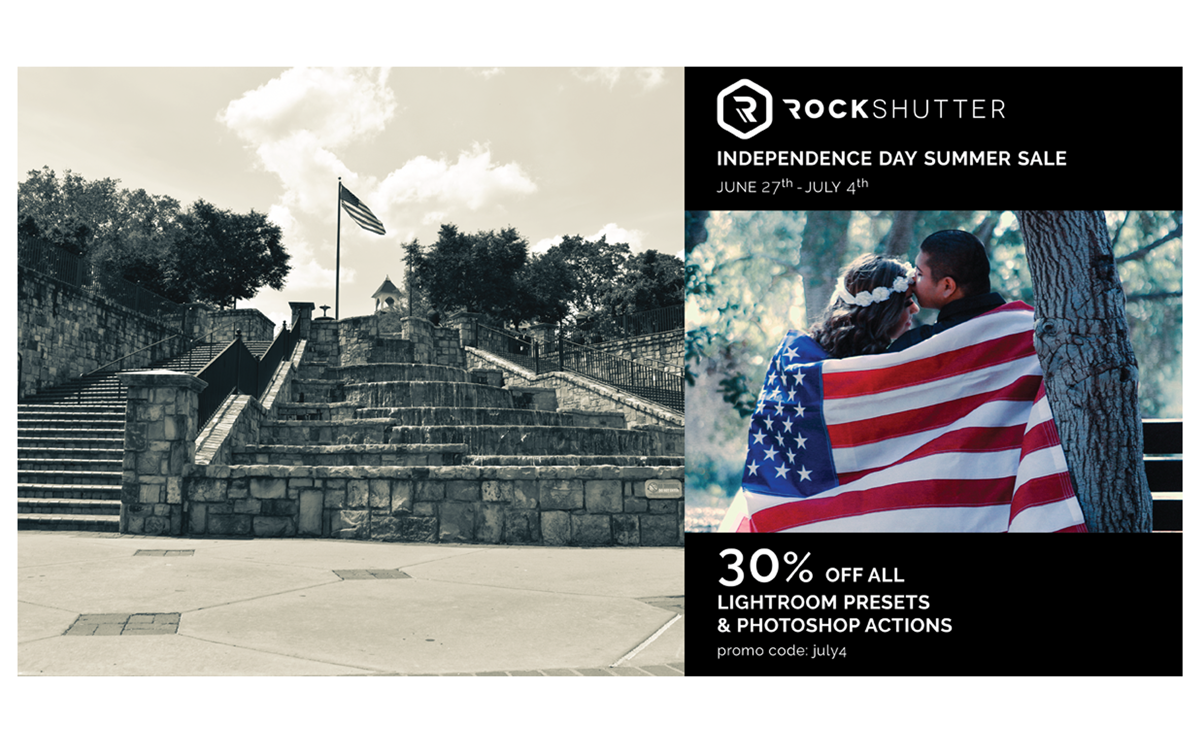 ROCKSHUTTER
INDEPENDENCE DAY SUMMER SALE
JUNE 27th - JULY 4th
30% OFF ALL
LIGHTROOM PRESETS
& PHOTOSHOP ACTIONS
promo code: july4